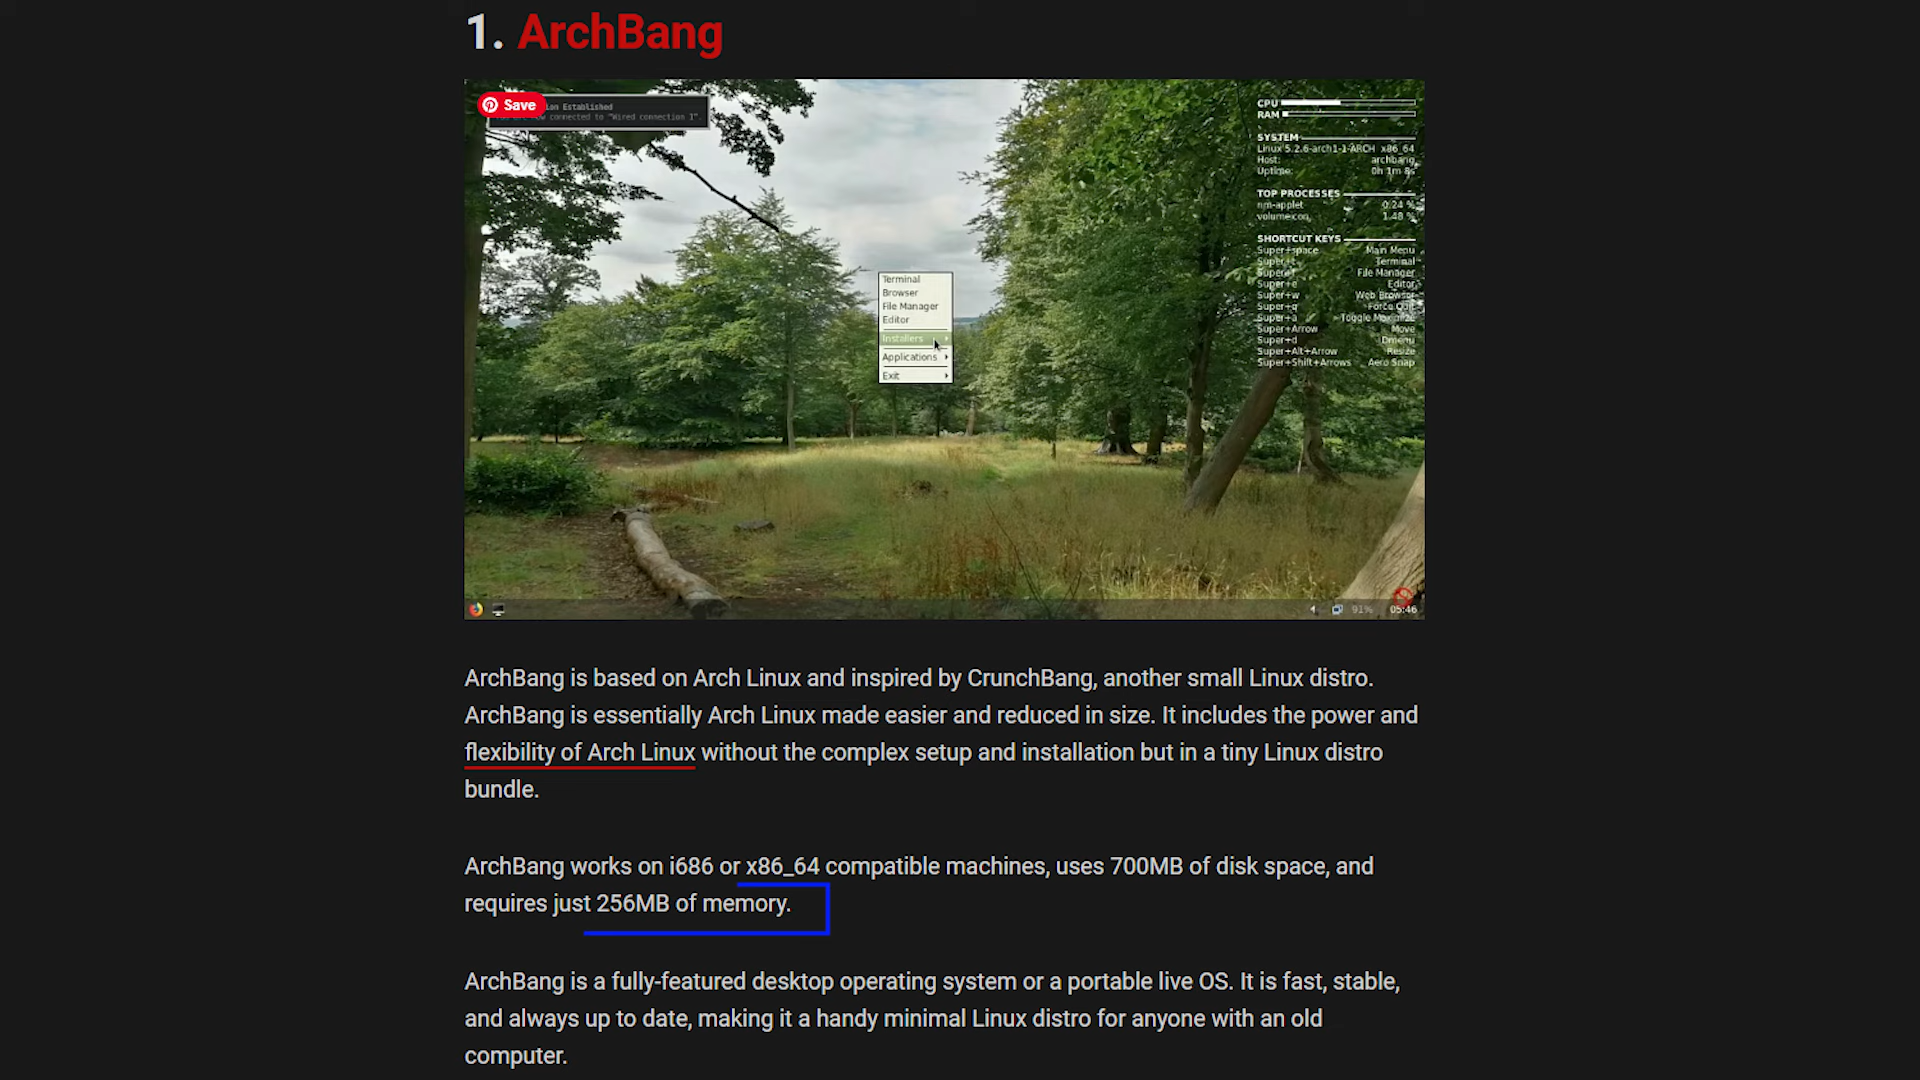 1. ArchBang
Save
ion Established
now connected to "Wired connection 1".
CPU
RAM
SYSTEM
Linux 5.2.6-arch1-1-ARCH x86_64
Host: archbang
Uptime: 0h 1m 8s
TOP PROCESSES
nm-applet 0.24 %
volumeicon 1.48 %
SHORTCUT KEYS
Super+space Main Menu
Super+t Terminal
Super+f File Manager
Super+e Editor
Super+w Web Browser
Super+q Force Quit
Super+a Toggle Maximize
Super+Arrow Move
Super+d Dmenu
Super+Alt+Arrow Resize
Super+Shift+Arrows Aero Snap
Terminal
Browser
File Manager
Editor
Installers
Applications
Exit
91% 05:46
ArchBang is based on Arch Linux and inspired by CrunchBang, another small Linux distro.
ArchBang is essentially Arch Linux made easier and reduced in size. It includes the power and
flexibility of Arch Linux without the complex setup and installation but in a tiny Linux distro
bundle.
ArchBang works on i686 or x86_64 compatible machines, uses 700MB of disk space, and
requires just 256MB of memory.
ArchBang is a fully-featured desktop operating system or a portable live OS. It is fast, stable,
and always up to date, making it a handy minimal Linux distro for anyone with an old
computer.